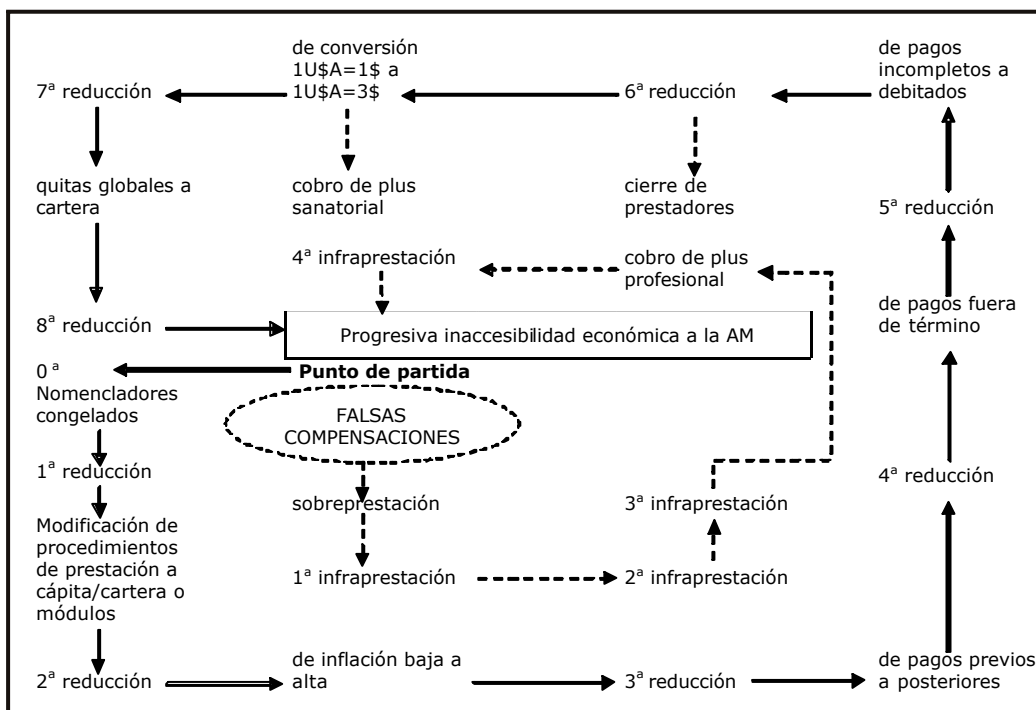 de conversión
1U$A=1$ a
1U$A=3$
de pagos
incompletos a
debitados
7ª reducción
6ª reducción
quitas globales a
cartera
cobro de plus
sanatorial
cierre de
prestadores
5ª reducción
4ª infraprestación
cobro de plus
profesional
de pagos fuera
de término
8ª reducción
Progresiva inaccesibilidad económica a la AM
0 ª
Punto de partida
Nomencladores
congelados
FALSAS
COMPENSACIONES
1ª reducción
sobreprestación
3ª infraprestación
4ª reducción
Modificación de
procedimientos
de prestación a
cápita/cartera o
módulos
1ª infraprestación
2ª infraprestación
2ª reducción
de inflación baja a
alta
3ª reducción
de pagos previos
a posteriores